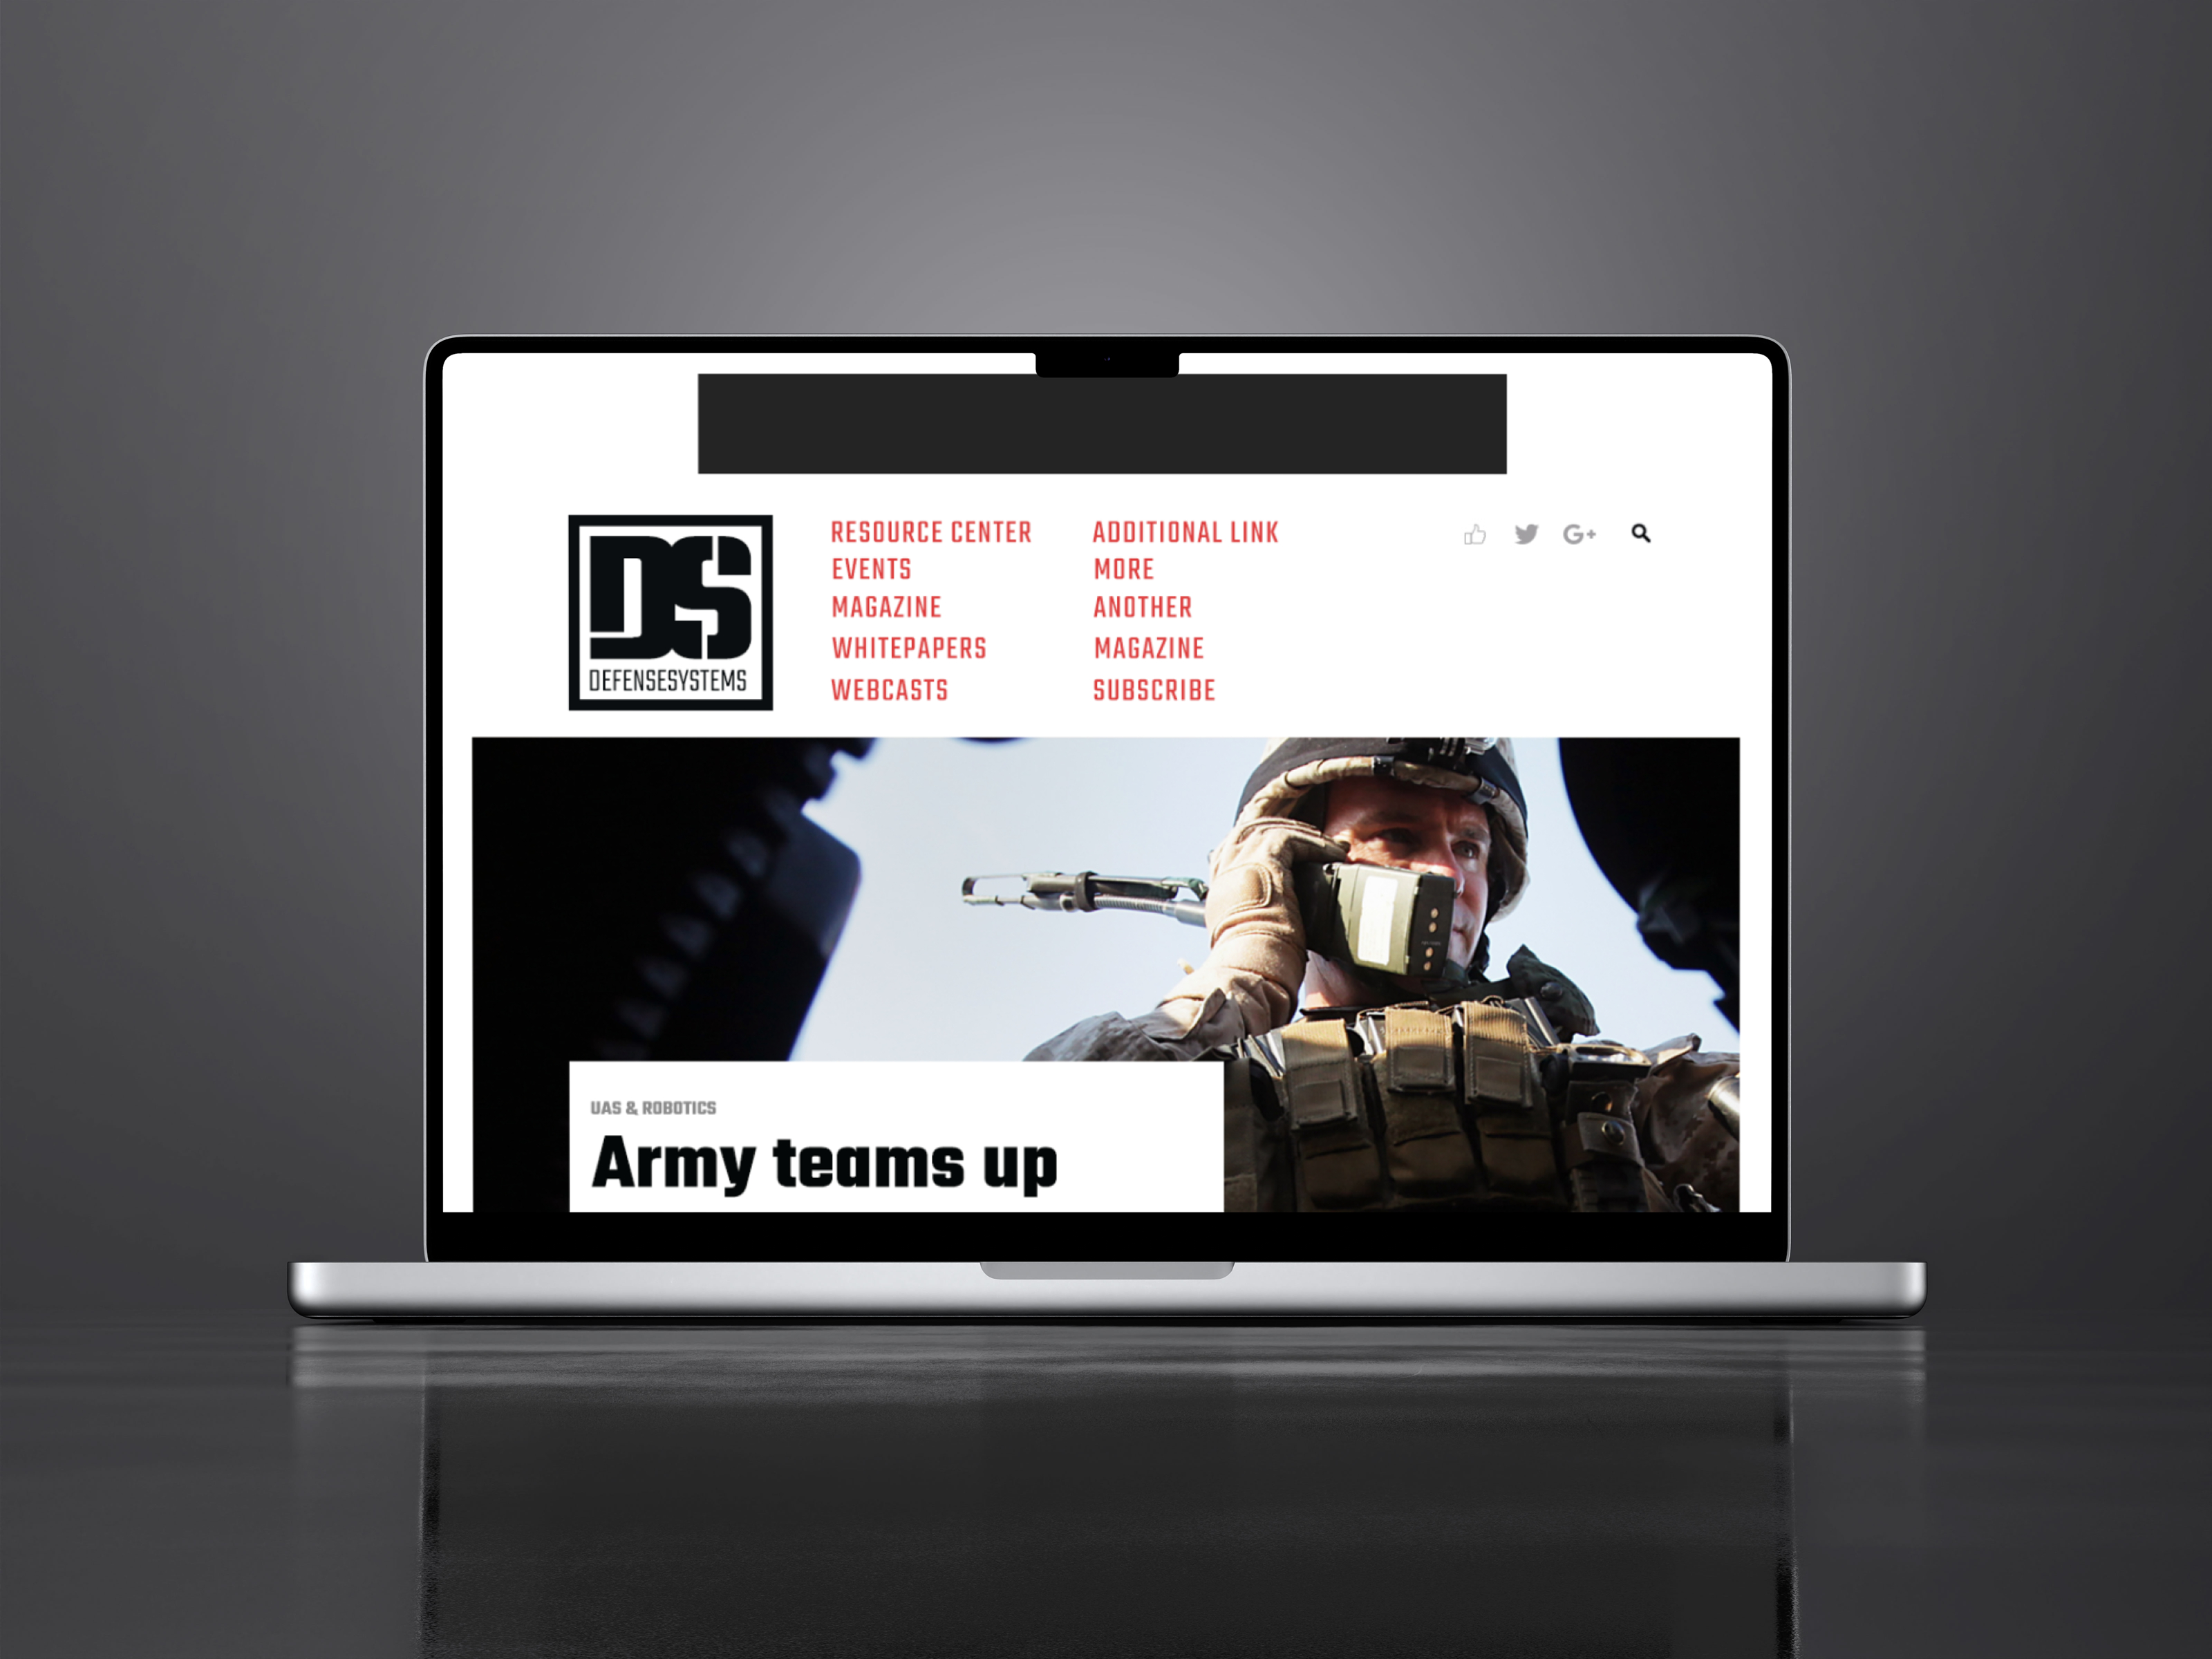 DS
DEFENSESYSTEMS
RESOURCE CENTER
EVENTS
MAGAZINE
WHITEPAPERS
WEBCASTS
ADDITIONAL LINK
MORE
ANOTHER
MAGAZINE
SUBSCRIBE
G+
UAS & ROBOTICS
Army teams up